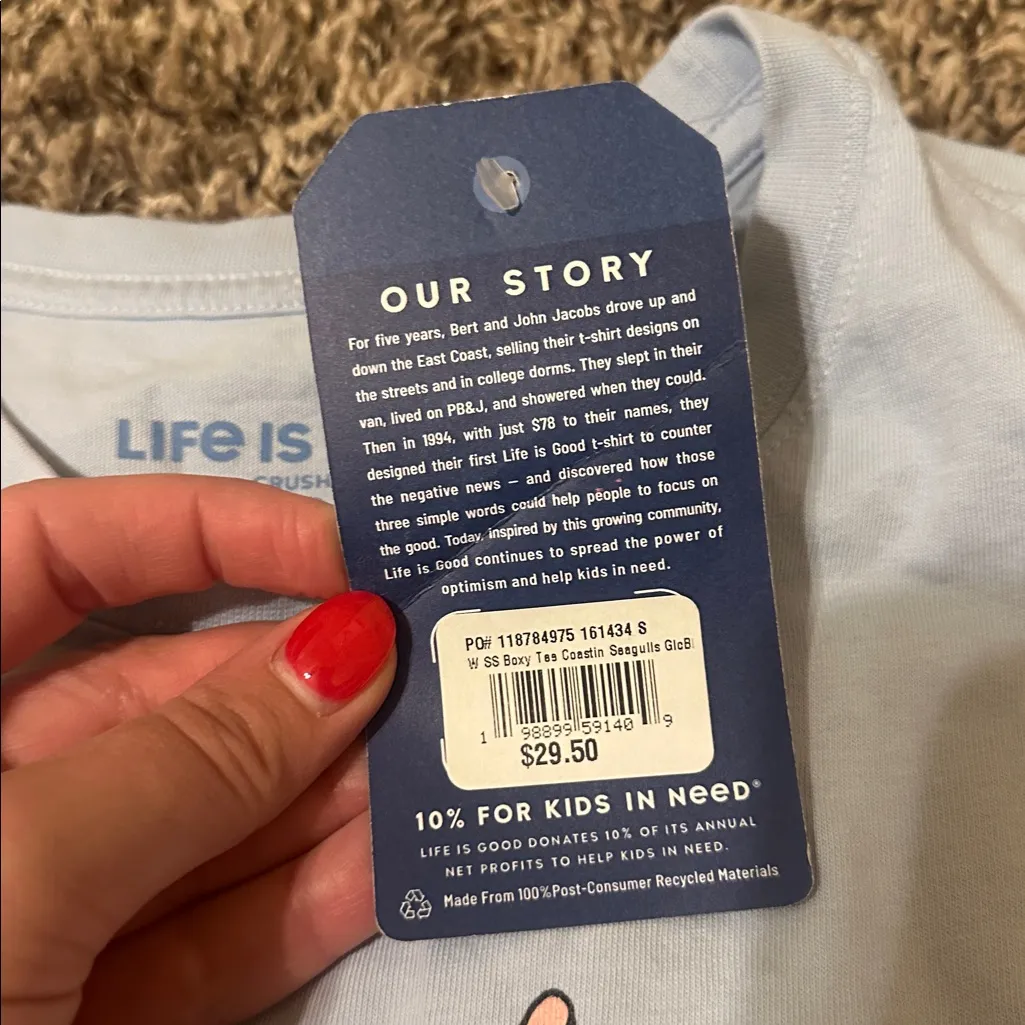 OUR STORY
For five years, Bert and John Jacobs drove up and
down the East Coast, selling their t-shirt designs on
the streets and in college dorms. They slept in their
van, lived on PB&J, and showered when they could.
Then in 1994, with just $78 to their names, they
designed their first Life is Good t-shirt to counter
the negative news – and discovered how those
three simple words could help people to focus on
the good. Today, inspired by this growing community,
Life is Good continues to spread the power of
optimism and help kids in need.
LIFe IS
CRUSH
PO# 118784975 161434 S
W SS Boxy Tee Coastin Seagulls GlcBl
1 98899 59140 9
$29.50
10% FOR KIDS IN NeeD®
LIFE IS GOOD DONATES 10% OF ITS ANNUAL
NET PROFITS TO HELP KIDS IN NEED.
Made From 100%Post-Consumer Recycled Materials